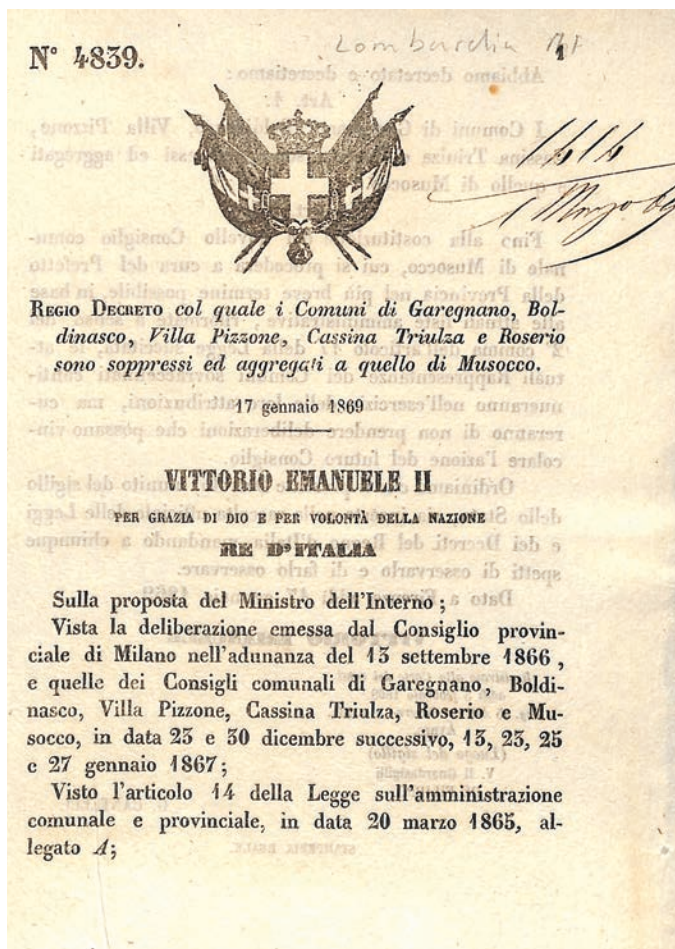 Lombardia
N° 4839.
1
1414
1 Marzo 69
REGIO DECRETO col quale i Comuni di Garegnano, Bol-
dinasco, Villa Pizzone, Cassina Triulza e Roserio
sono soppressi ed aggregati a quello di Musocco.
17 gennaio 1869
VITTORIO EMANUELE II
PER GRAZIA DI DIO E PER VOLONTÀ DELLA NAZIONE
RE D'ITALIA
Sulla proposta del Ministro dell'Interno;
Vista la deliberazione emessa dal Consiglio provin-
ciale di Milano nell'adunanza del 13 settembre 1866,
e quelle dei Consigli comunali di Garegnano, Boldi-
nasco, Villa Pizzone, Cassina Triulza, Roserio e Mu-
socco, in data 23 e 30 dicembre successivo, 13, 23, 25
e 27 gennaio 1867;
Visto l'articolo 14 della Legge sull'amministrazione
comunale e provinciale, in data 20 marzo 1865, al-
legato A;